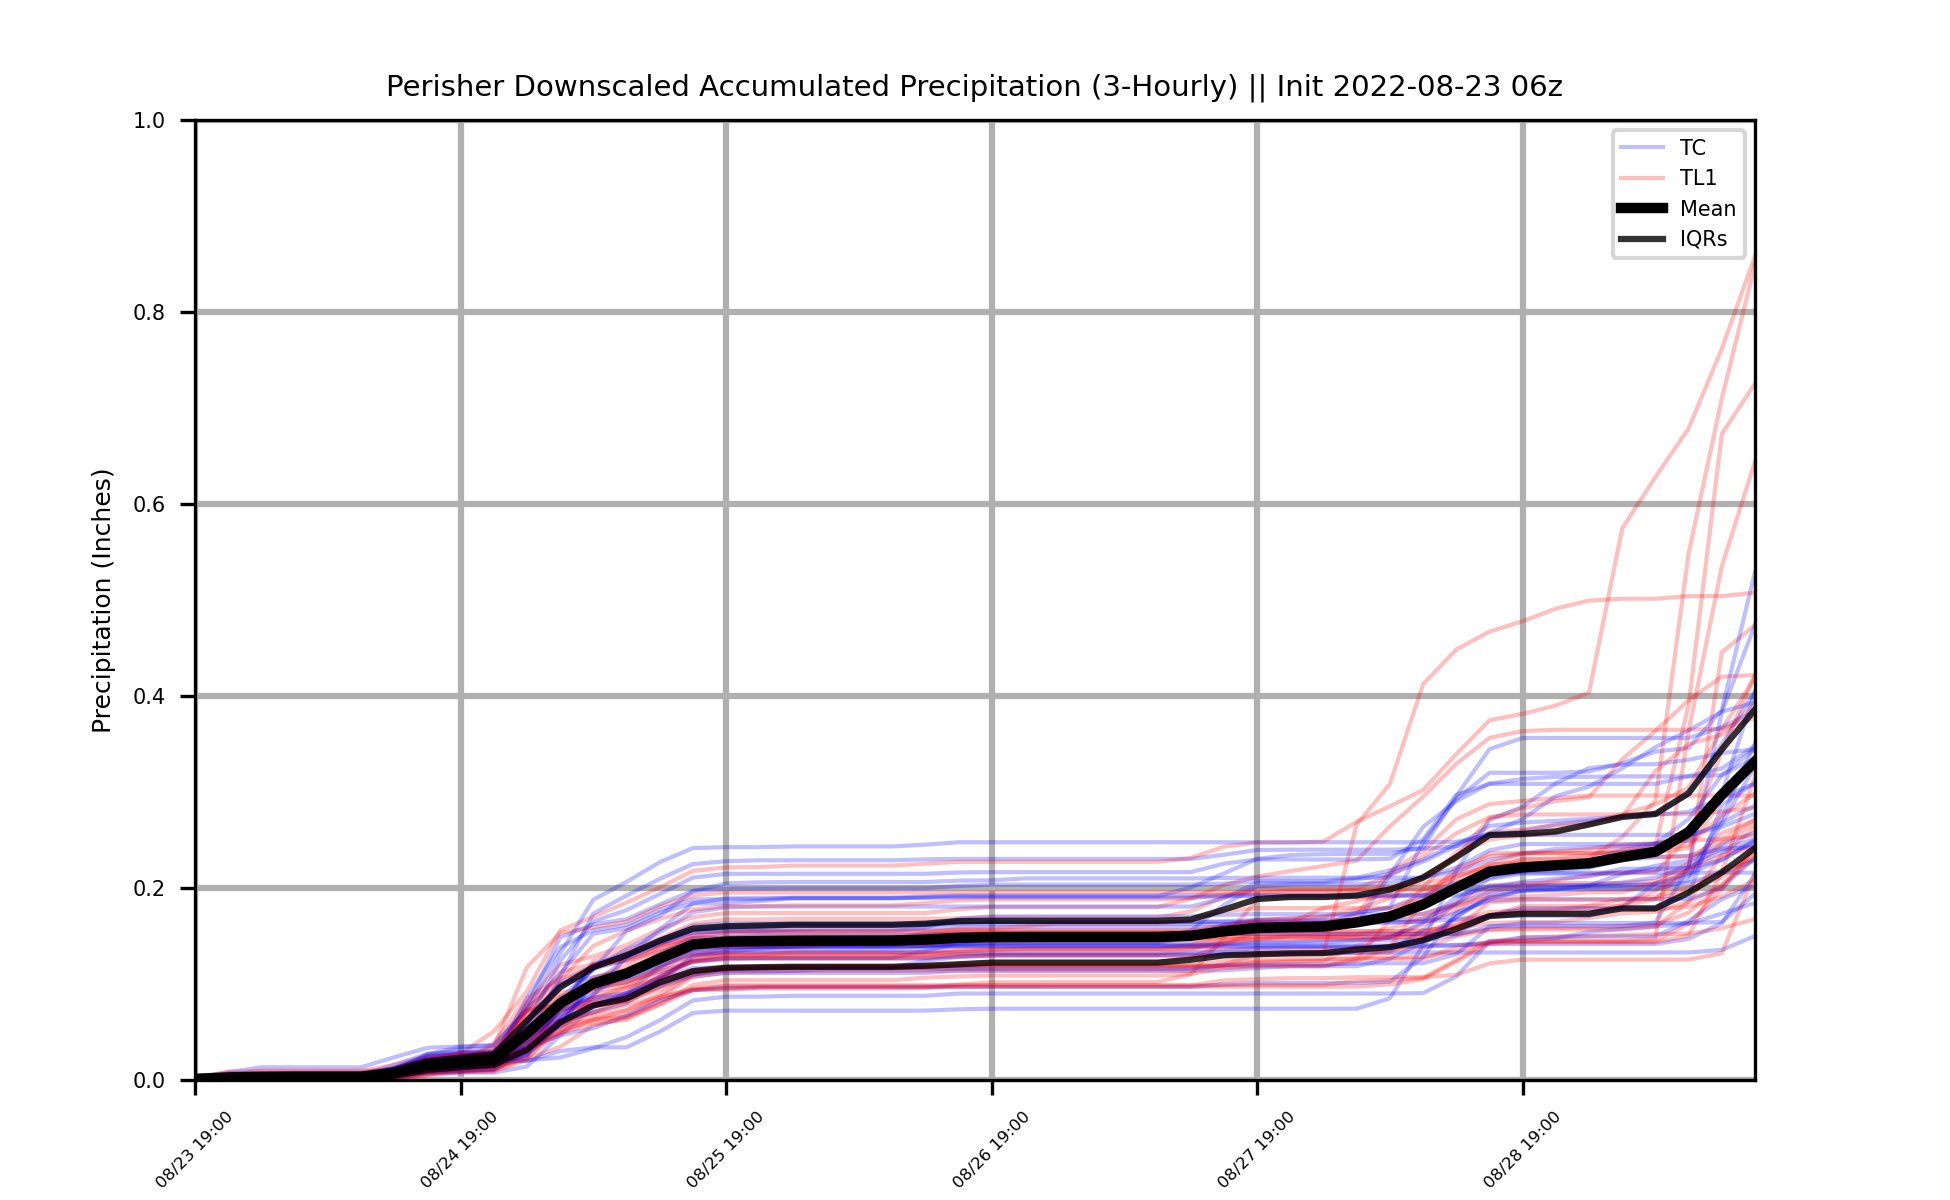 Perisher Downscaled Accumulated Precipitation (3-Hourly) || Init 2022-08-23 06z
TC
TL1
Mean
IQRs
Precipitation (Inches)
1.0
0.8
0.6
0.4
0.2
0.0
08/23 19:00
08/24 19:00
08/25 19:00
08/26 19:00
08/27 19:00
08/28 19:00